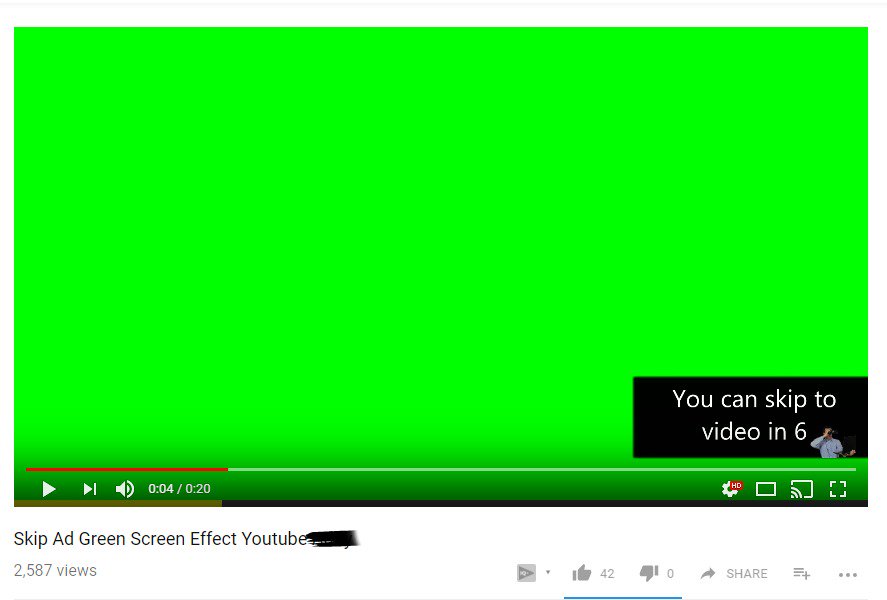 You can skip to
video in 6
0:04 / 0:20
HD
Skip Ad Green Screen Effect Youtube
2,587 views
42
0
SHARE